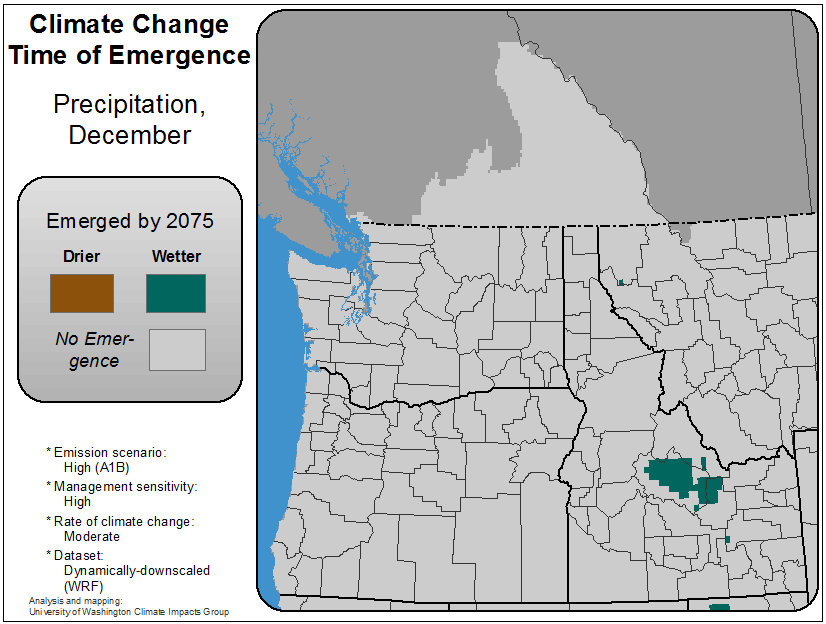 Climate Change
Time of Emergence
Precipitation,
December
Emerged by 2075
Drier
Wetter
No Emer-
gence
* Emission scenario:
High (A1B)
* Management sensitivity:
High
* Rate of climate change:
Moderate
* Dataset:
Dynamically-downscaled
(WRF)
Analysis and mapping:
University of Washington Climate Impacts Group